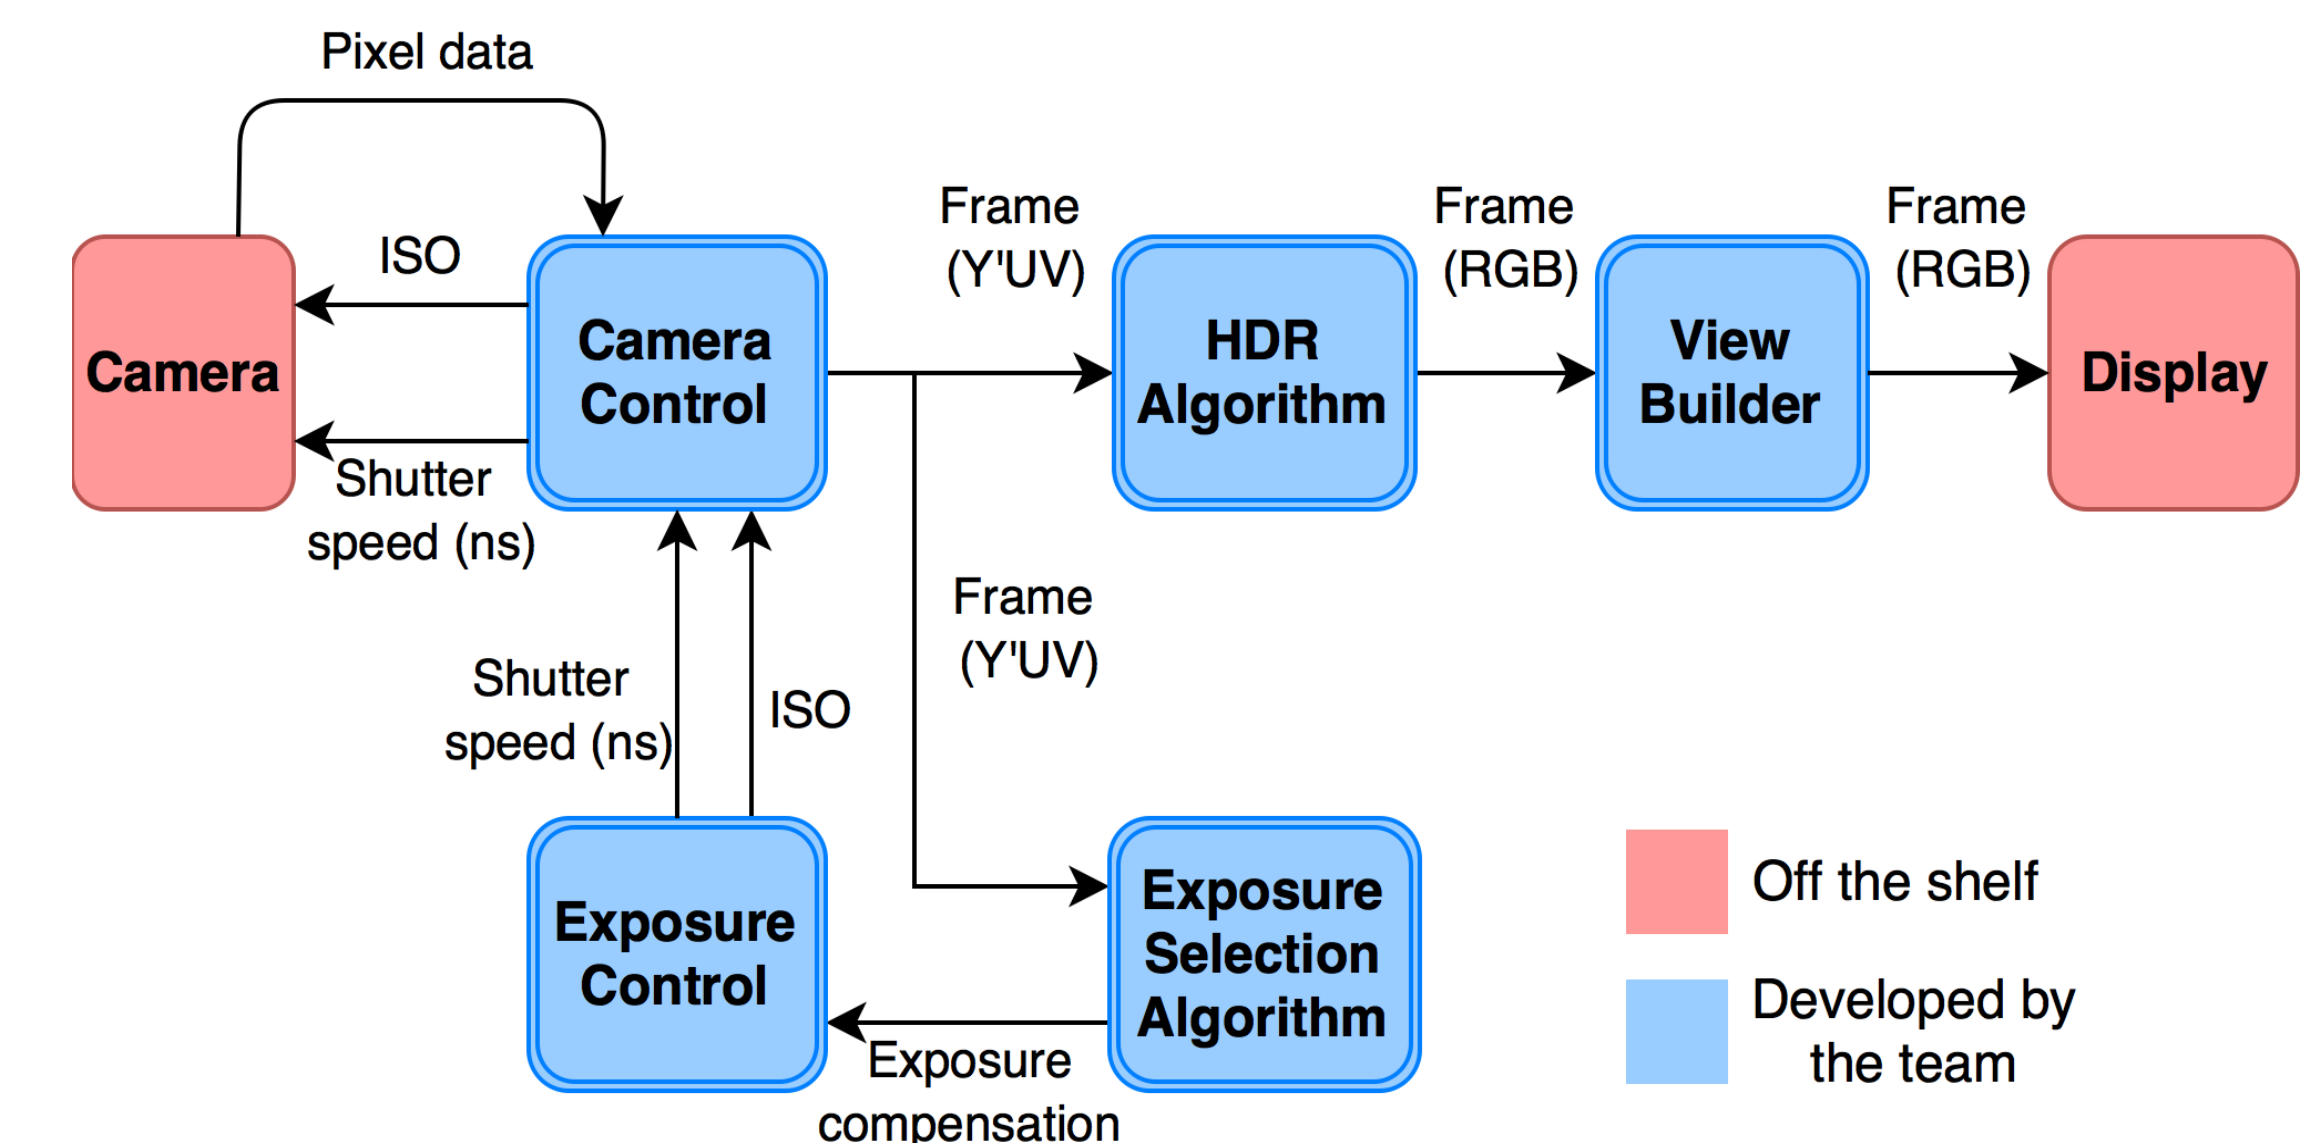 Pixel data
ISO
Camera
Shutter
speed (ns)
Camera
Control
Frame
(Y'UV)
HDR
Algorithm
Frame
(RGB)
View
Builder
Frame
(RGB)
Display
Shutter
speed (ns)
ISO
Frame
(Y'UV)
Exposure
Control
Exposure
compensation
Exposure
Selection
Algorithm
Off the shelf
Developed by
the team